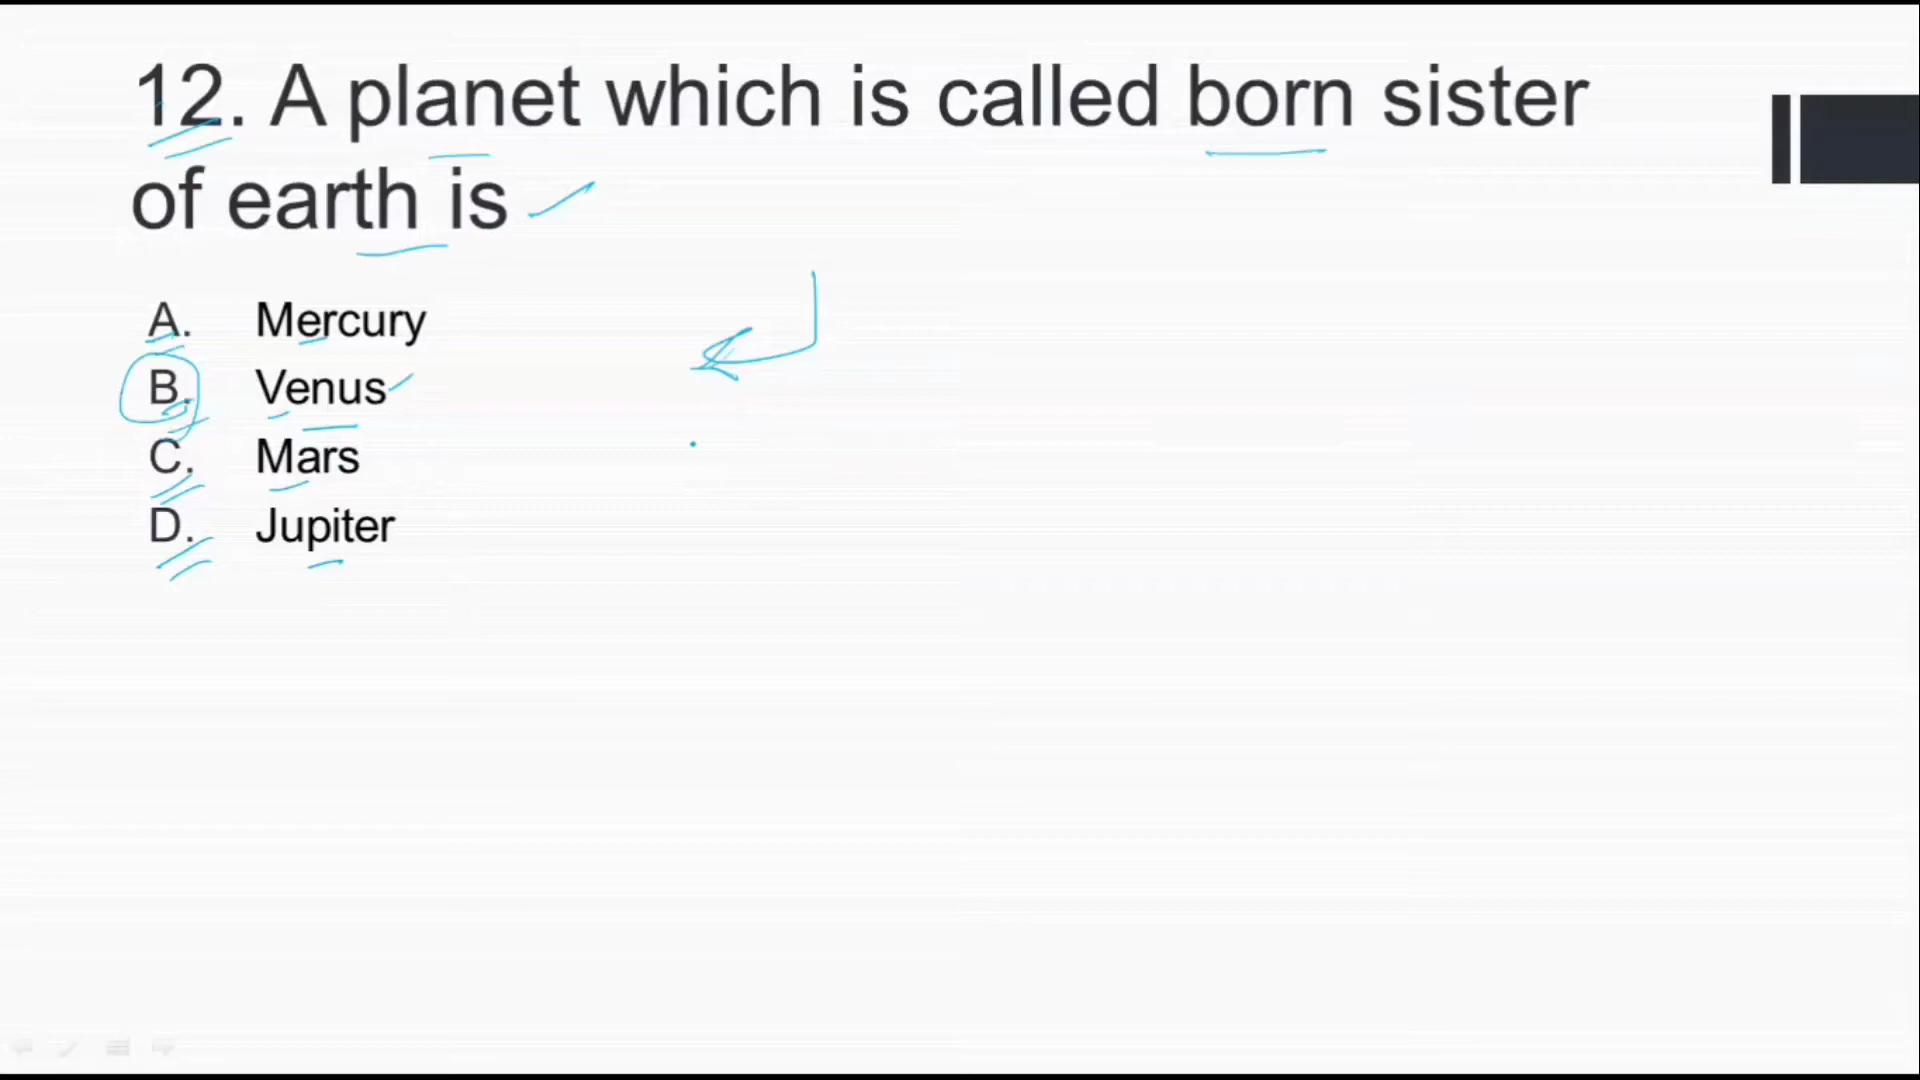 12. A planet which is called born sister
of earth is
A. Mercury
B. Venus
C. Mars
D. Jupiter